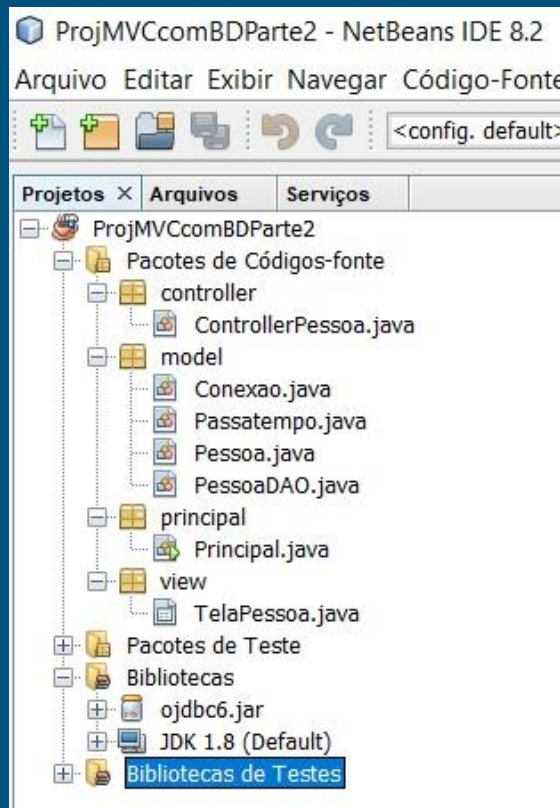 ProjMVCcomBDParte2 - NetBeans IDE 8.2
Arquivo Editar Exibir Navegar Código-Fonte
<config. default>
Projetos × Arquivos Serviços
ProjMVCcomBDParte2
Pacotes de Códigos-fonte
controller
ControllerPessoa.java
model
Conexao.java
Passatempo.java
Pessoa.java
PessoaDAO.java
principal
Principal.java
view
TelaPessoa.java
Pacotes de Teste
Bibliotecas
ojdbc6.jar
JDK 1.8 (Default)
Bibliotecas de Testes